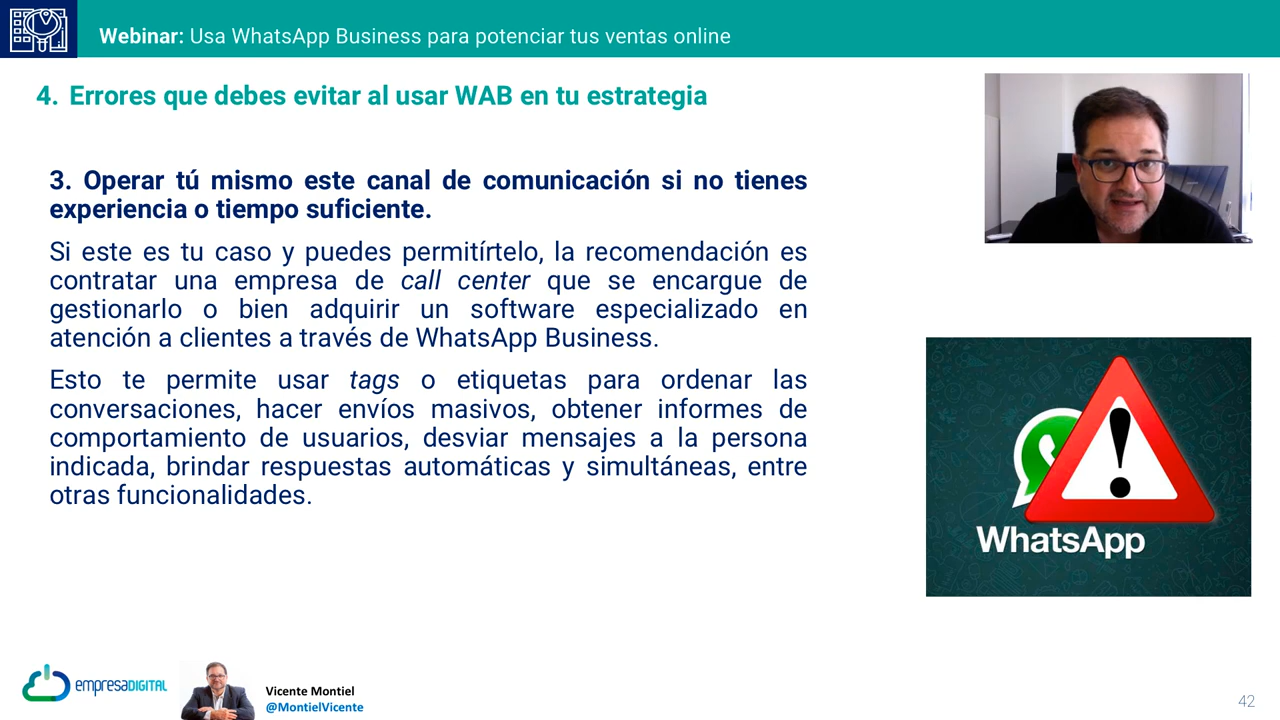 Webinar: Usa WhatsApp Business para potenciar tus ventas online
4. Errores que debes evitar al usar WAB en tu estrategia
3. Operar tú mismo este canal de comunicación si no tienes
experiencia o tiempo suficiente.
Si este es tu caso y puedes permitírtelo, la recomendación es
contratar una empresa de call center que se encargue de
gestionarlo o bien adquirir un software especializado en
atención a clientes a través de WhatsApp Business.
Esto te permite usar tags o etiquetas para ordenar las
conversaciones, hacer envíos masivos, obtener informes de
comportamiento de usuarios, desviar mensajes a la persona
indicada, brindar respuestas automáticas y simultáneas, entre
otras funcionalidades.
WhatsApp
empresaDIGITAL
Vicente Montiel
@MontielVicente
42